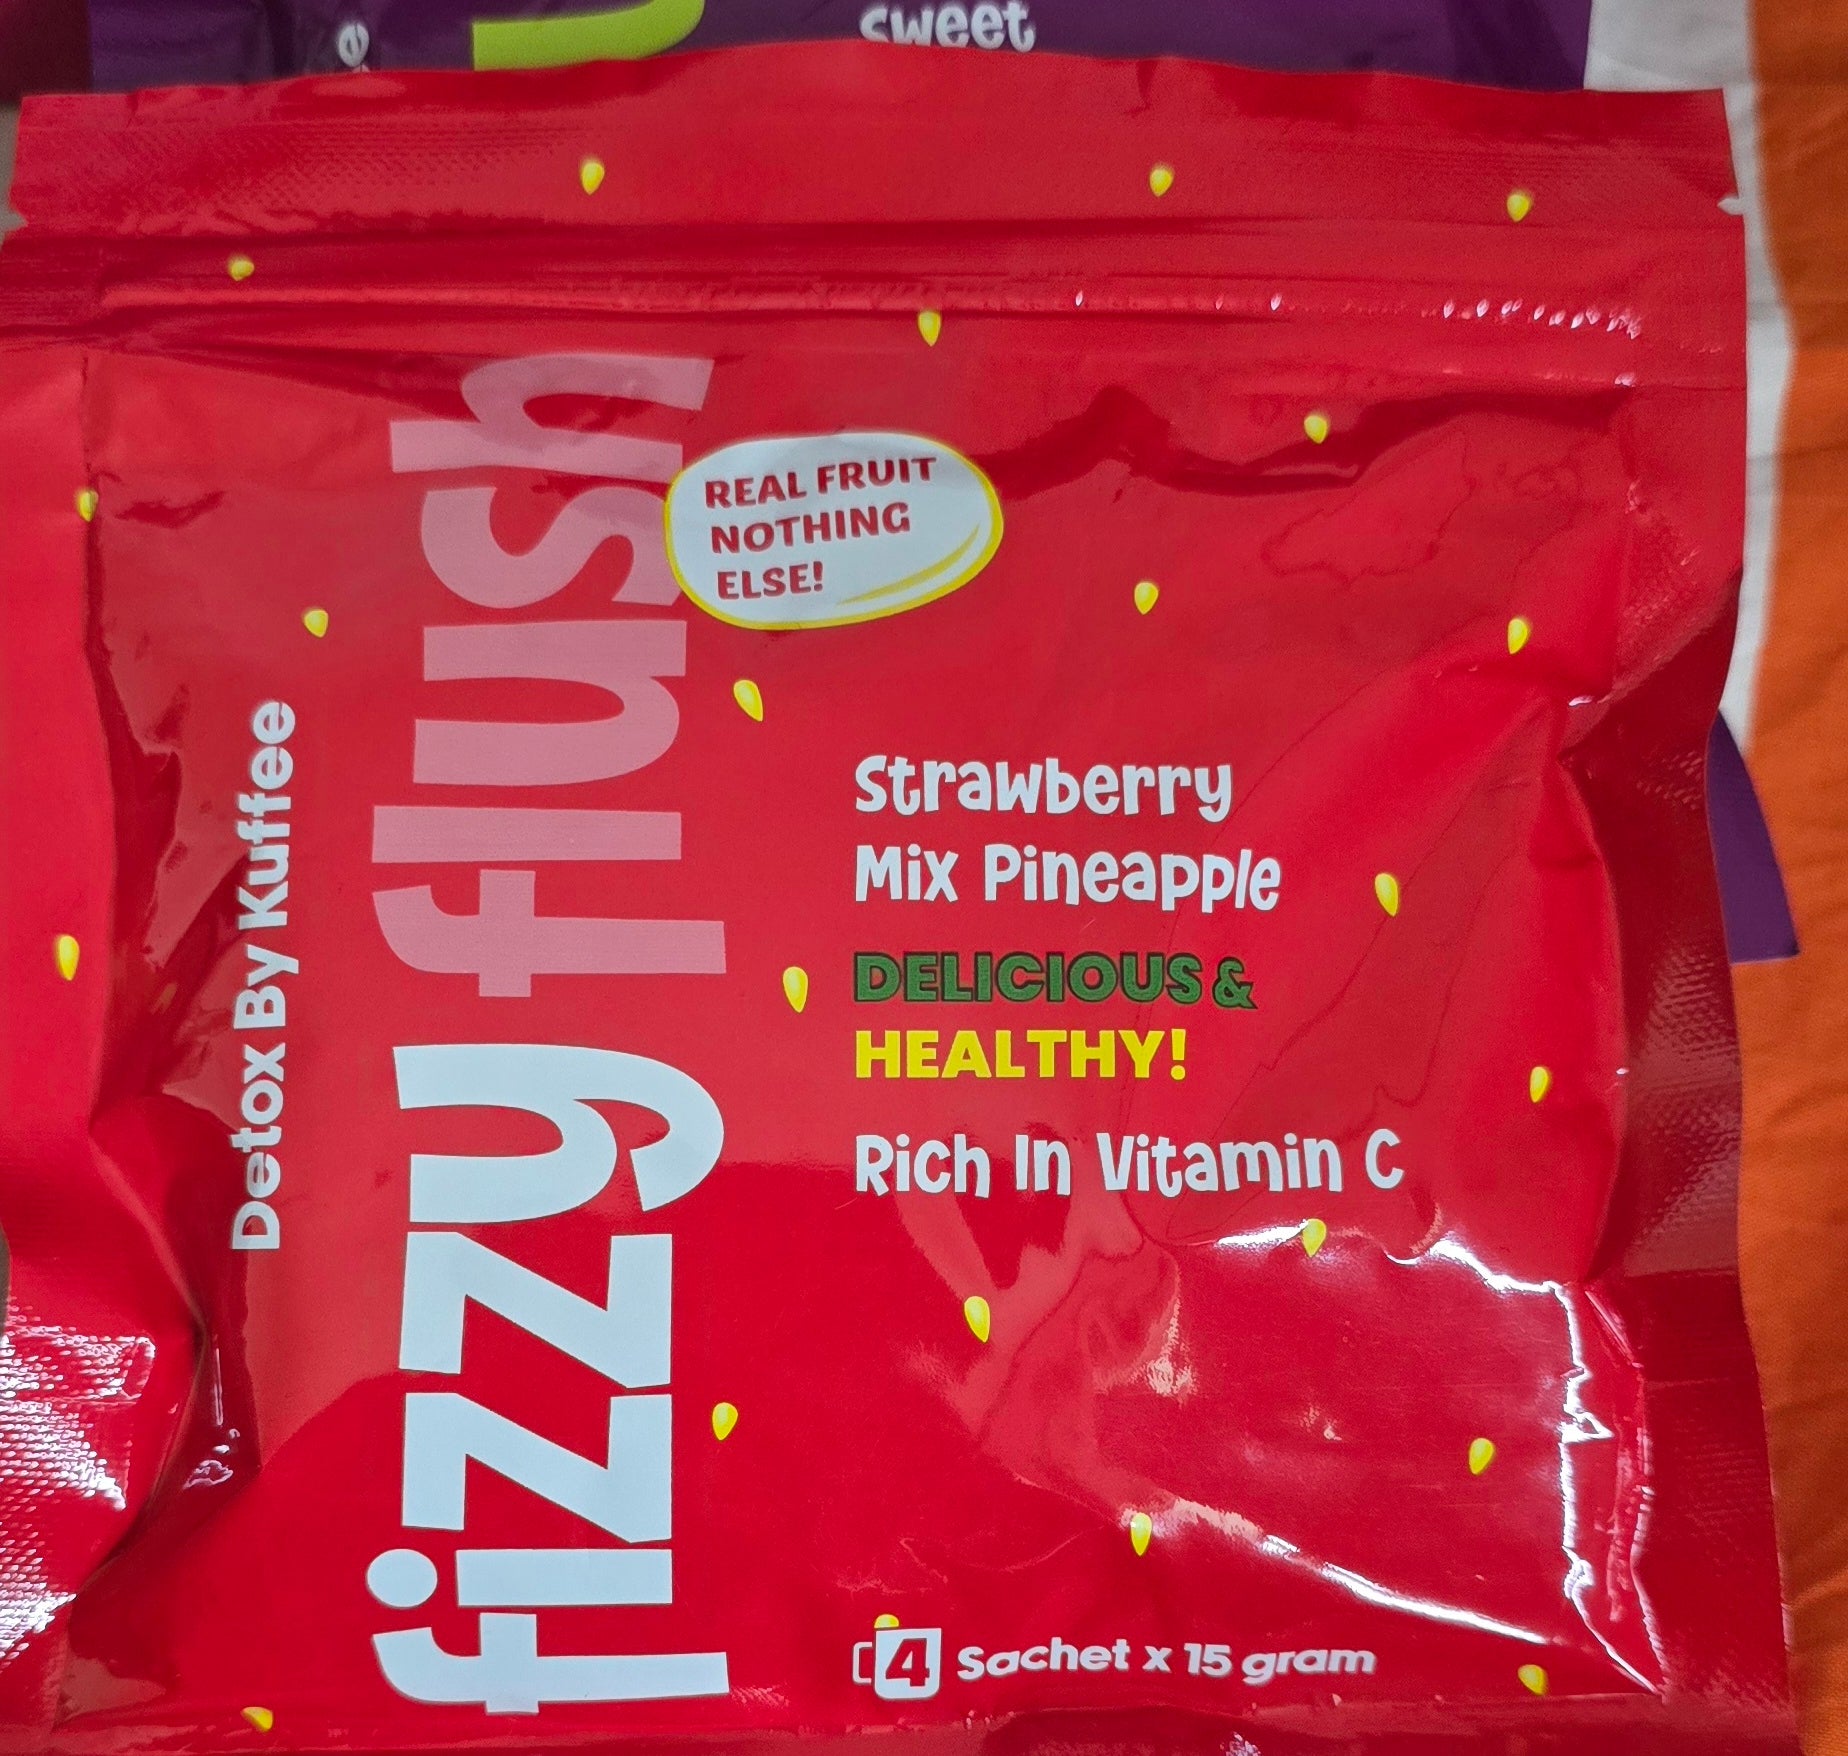 sweet
Detox By Kuffee
fizzy flush
REAL FRUIT
NOTHING
ELSE!
Strawberry
Mix Pineapple
DELICIOUS &
HEALTHY!
Rich In Vitamin C
4 Sachet x 15 gram